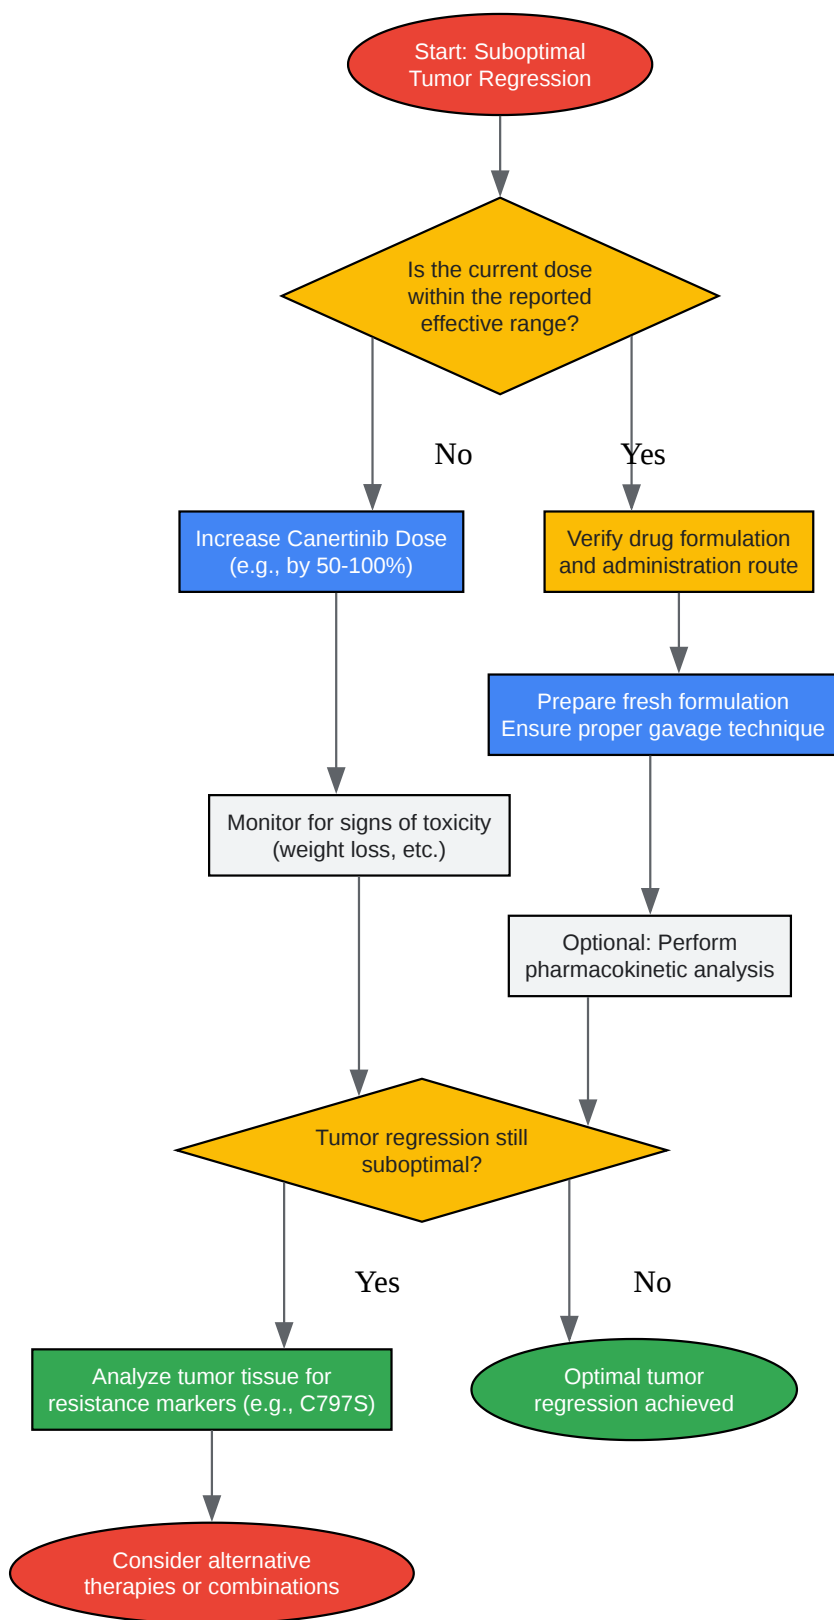 Start: Suboptimal
Tumor Regression
Is the current dose
within the reported
effective range?
No
Yes
Increase Canertinib Dose
(e.g., by 50-100%)
Verify drug formulation
and administration route
Prepare fresh formulation
Ensure proper gavage technique
Monitor for signs of toxicity
(weight loss, etc.)
Optional: Perform
pharmacokinetic analysis
Tumor regression still
suboptimal?
Yes
No
Analyze tumor tissue for
resistance markers (e.g., C797S)
Optimal tumor
regression achieved
Consider alternative
therapies or combinations